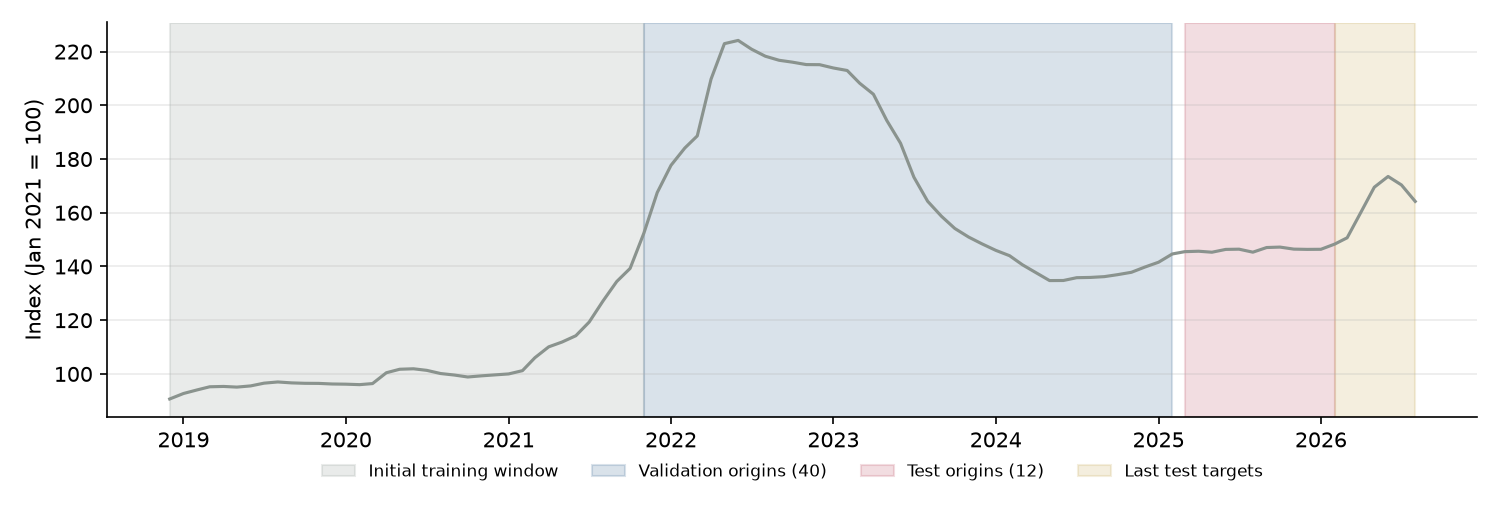 Index (Jan 2021 = 100)
220
200
180
160
140
120
100
2019 2020 2021 2022 2023 2024 2025 2026
Initial training window Validation origins (40) Test origins (12) Last test targets